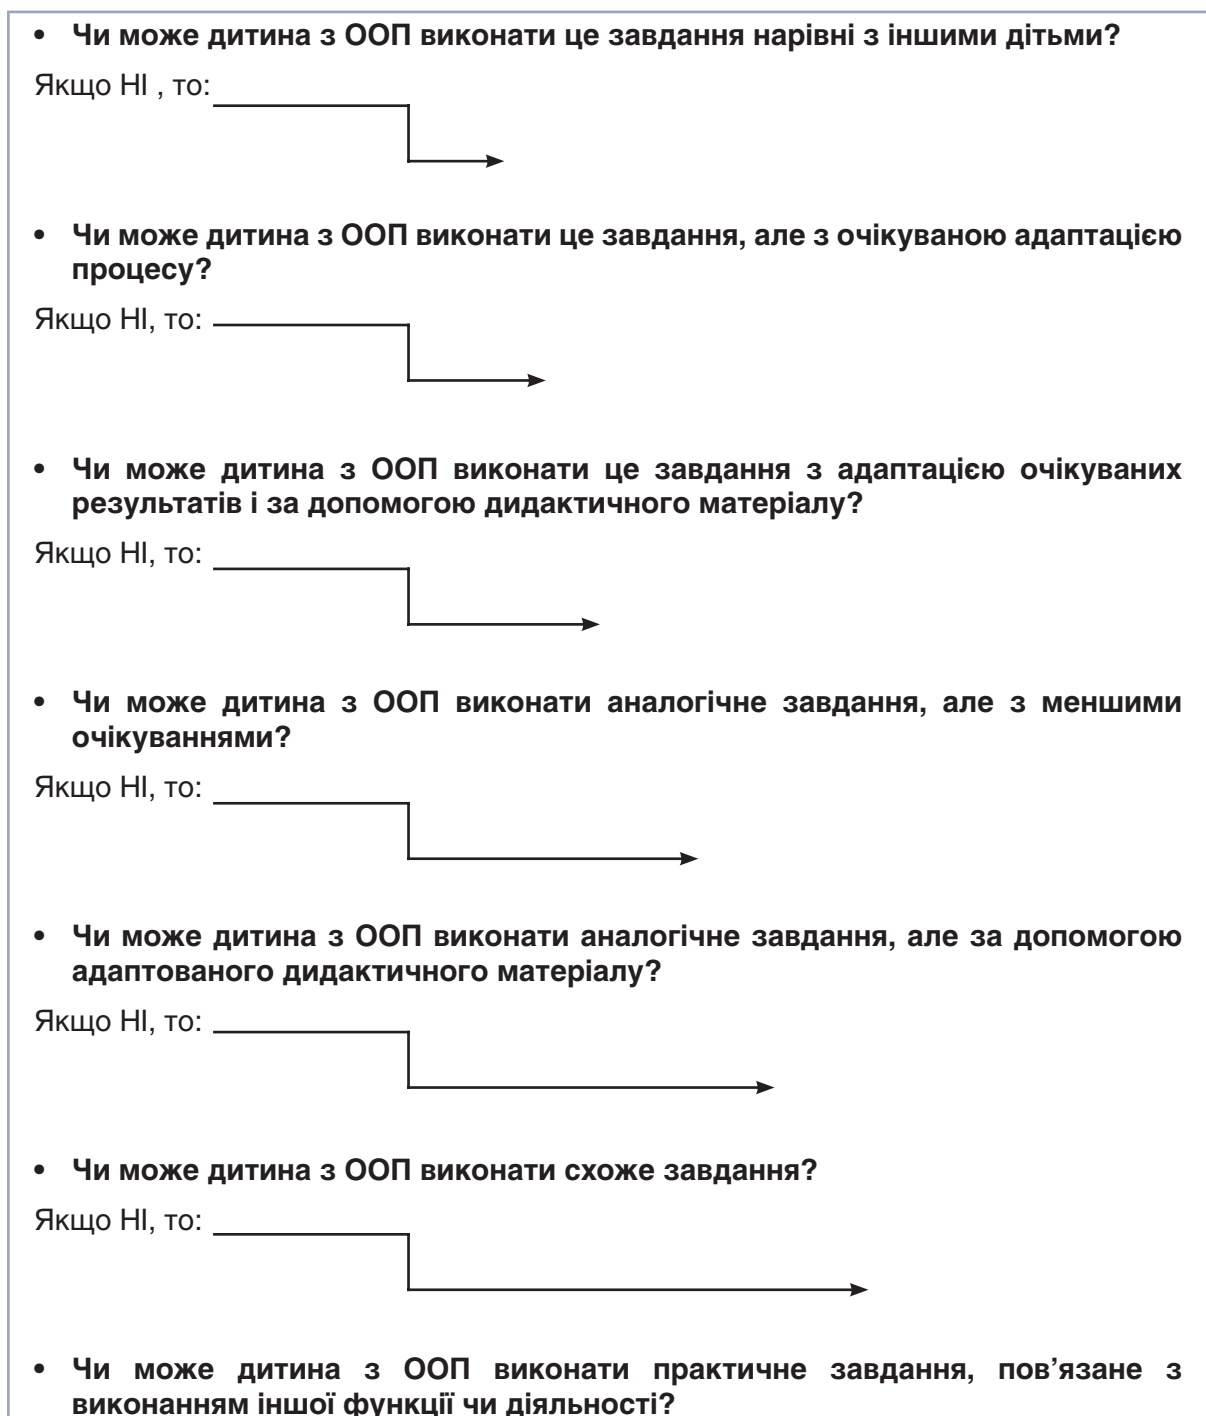 • Чи може дитина з ООП виконати це завдання нарівні з іншими дітьми?
Якщо НІ , то:
• Чи може дитина з ООП виконати це завдання, але з очікуваною адаптацією
процесу?
Якщо НІ, то:
• Чи може дитина з ООП виконати це завдання з адаптацією очікуваних
результатів і за допомогою дидактичного матеріалу?
Якщо НІ, то:
• Чи може дитина з ООП виконати аналогічне завдання, але з меншими
очікуваннями?
Якщо НІ, то:
• Чи може дитина з ООП виконати аналогічне завдання, але за допомогою
адаптованого дидактичного матеріалу?
Якщо НІ, то:
• Чи може дитина з ООП виконати схоже завдання?
Якщо НІ, то:
• Чи може дитина з ООП виконати практичне завдання, пов’язане з
виконанням іншої функції чи діяльності?